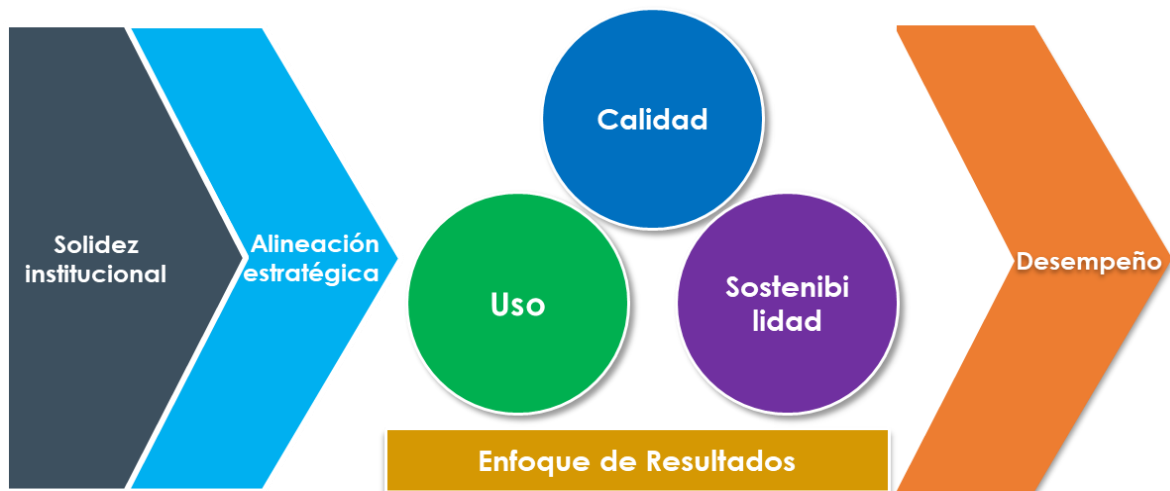 Solidez
institucional
Alineación
estratégica
Calidad
Uso
Sostenibi
lidad
Enfoque de Resultados
Desempeño